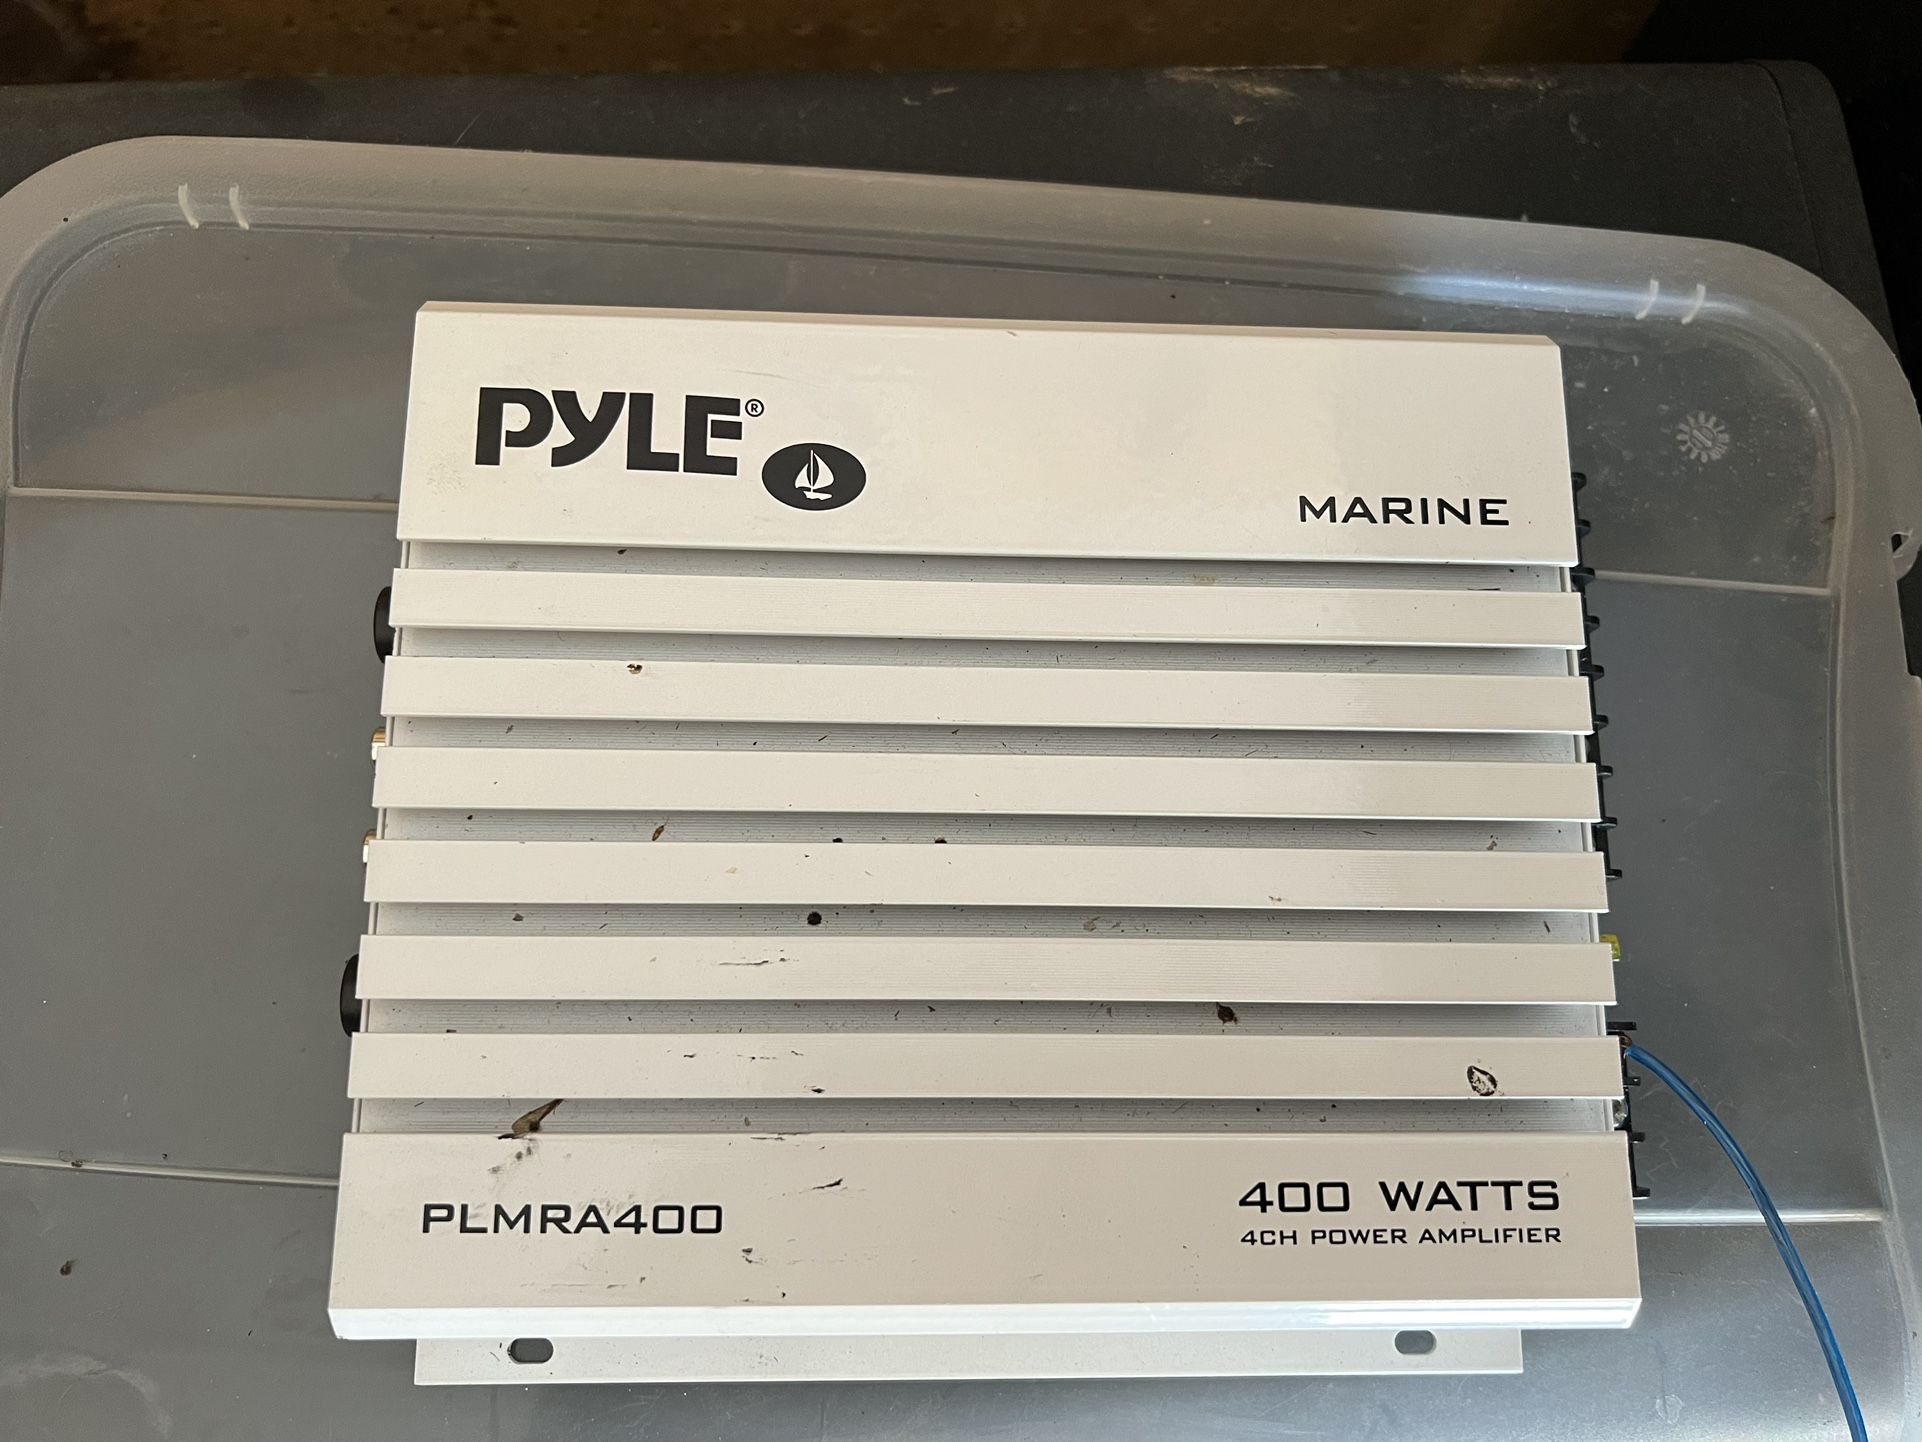 PYLE®
MARINE
PLMRA400
400 WATTS
4CH POWER AMPLIFIER